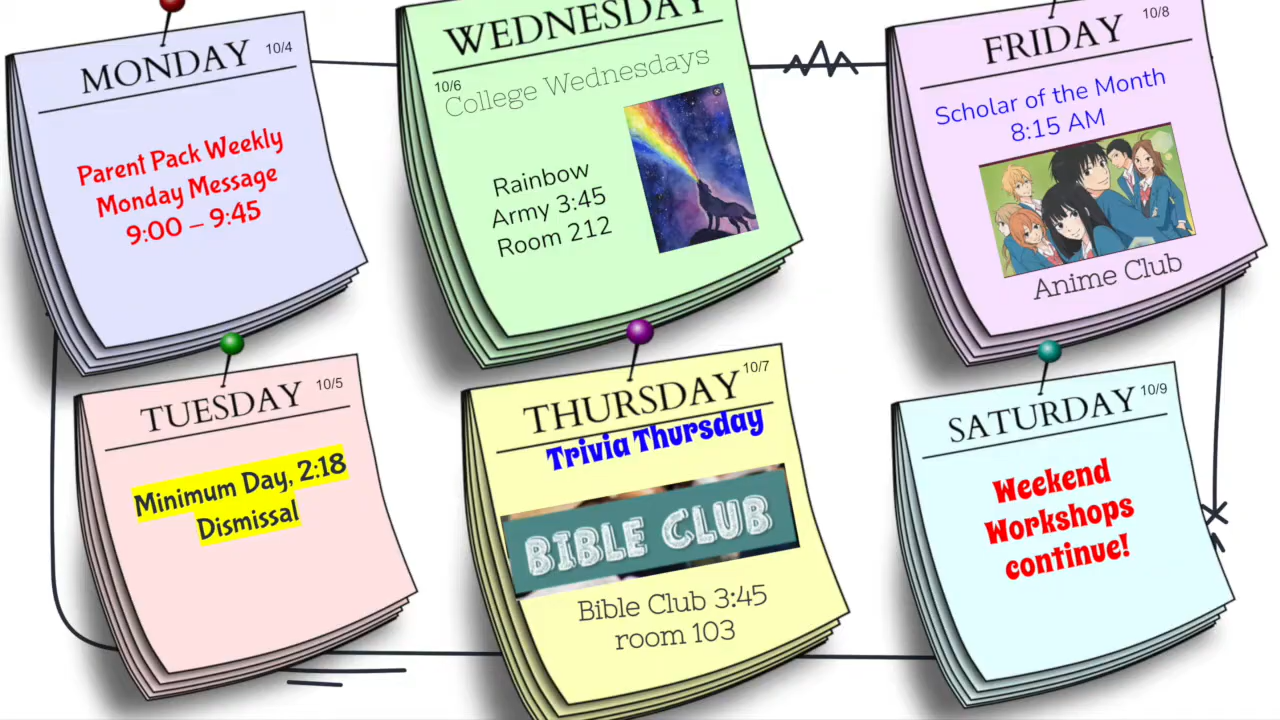 MONDAY 10/4
Parent Pack Weekly
Monday Message
9:00 – 9:45
TUESDAY 10/5
Minimum Day, 2:18
Dismissal
WEDNESDAY
10/6
College Wednesdays
Rainbow
Army 3:45
Room 212
THURSDAY 10/7
Trivia Thursday
BIBLE CLUB
Bible Club 3:45
room 103
FRIDAY 10/8
Scholar of the Month
8:15 AM
Anime Club
SATURDAY 10/9
Weekend
Workshops
continue!